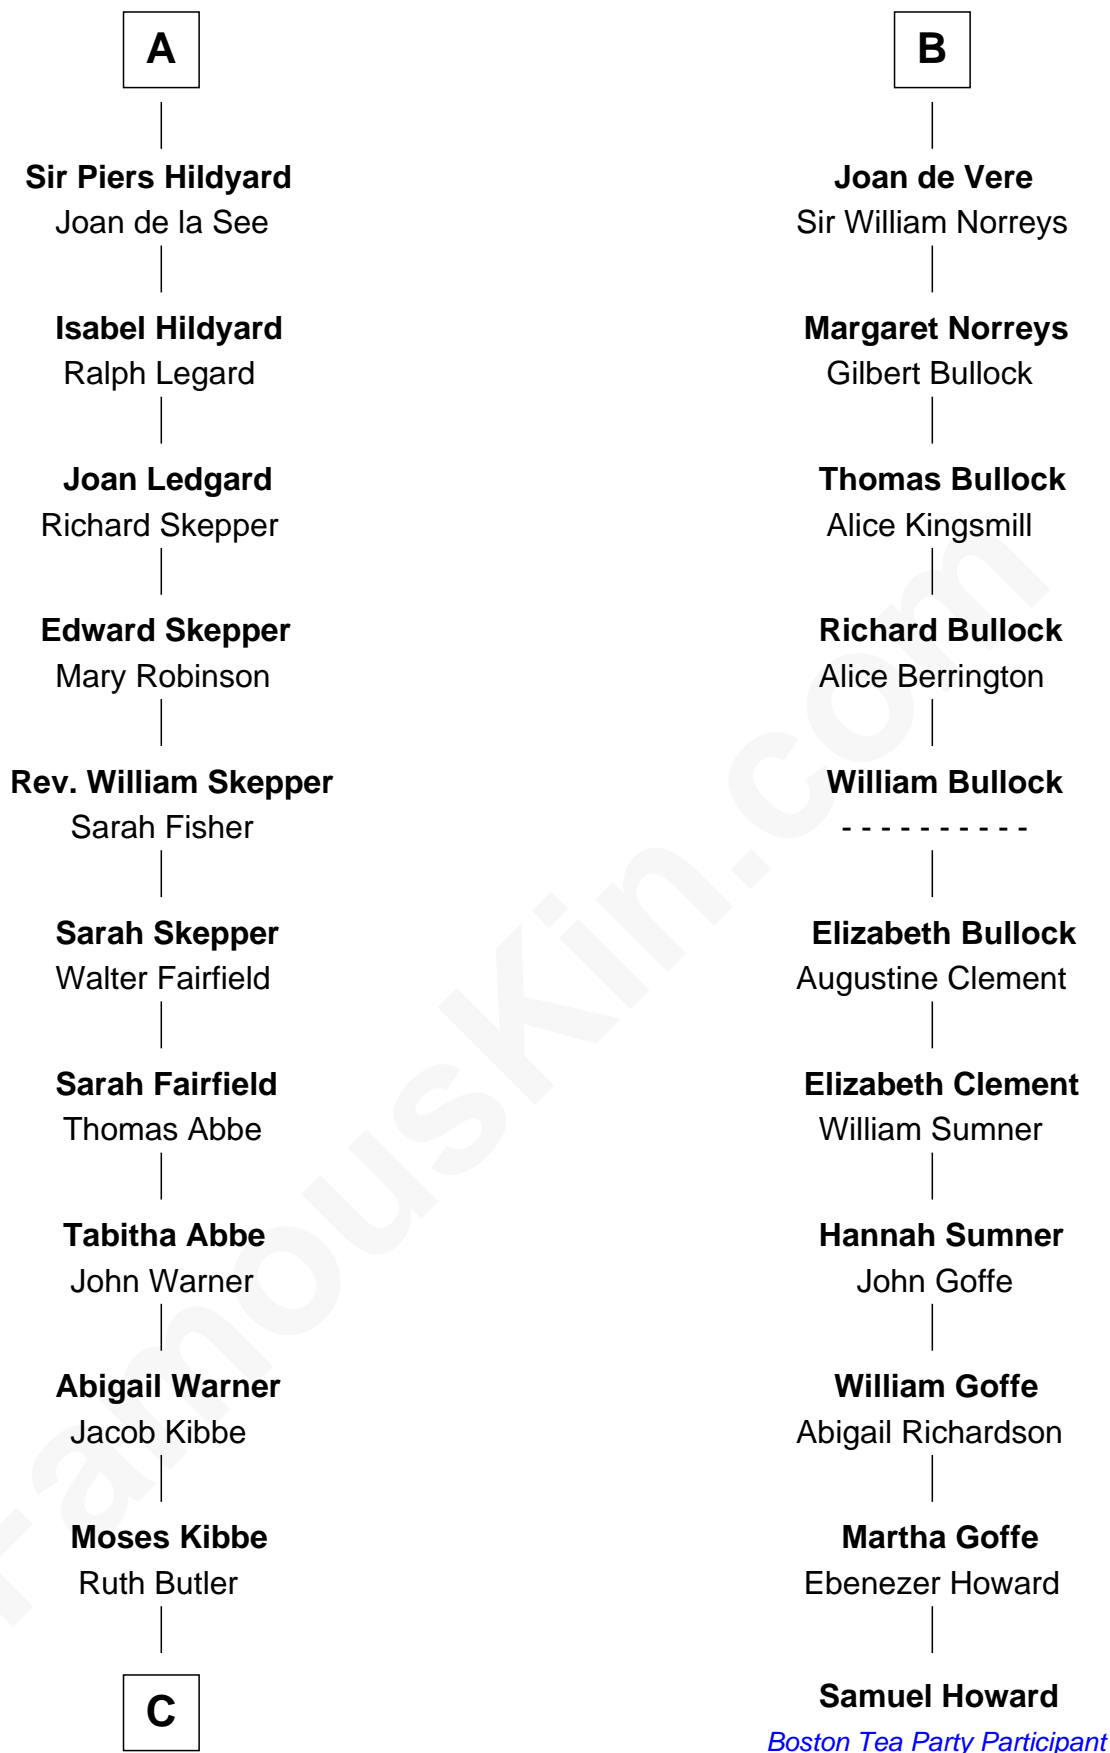 A
Sir Piers Hildyard
Joan de la See
Isabel Hildyard
Ralph Legard
Joan Ledgard
Richard Skepper
Edward Skepper
Mary Robinson
Rev. William Skepper
Sarah Fisher
Sarah Skepper
Walter Fairfield
Sarah Fairfield
Thomas Abbe
Tabitha Abbe
John Warner
Abigail Warner
Jacob Kibbe
Moses Kibbe
Ruth Butler
C
B
Joan de Vere
Sir William Norreys
Margaret Norreys
Gilbert Bullock
Thomas Bullock
Alice Kingsmill
Richard Bullock
Alice Berrington
William Bullock
- - - - - - - - - -
Elizabeth Bullock
Augustine Clement
Elizabeth Clement
William Sumner
Hannah Sumner
John Goffe
William Goffe
Abigail Richardson
Martha Goffe
Ebenezer Howard
Samuel Howard
Boston Tea Party Participant
FamousKin.com